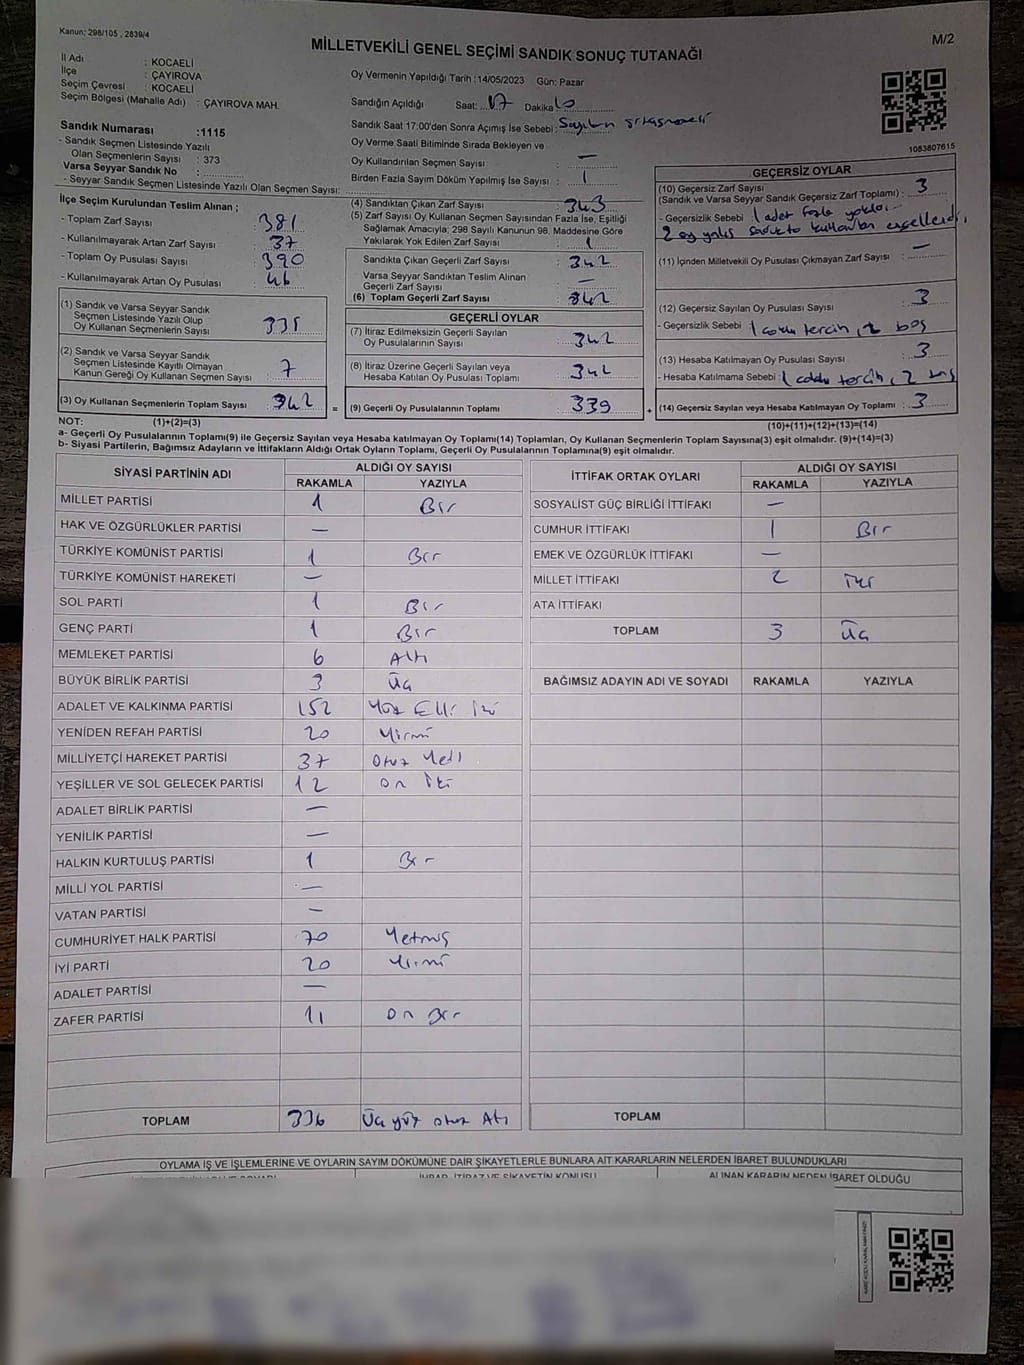 Kanun; 298/105 , 2839/4
MİLLETVEKİLİ GENEL SEÇİMİ SANDIK SONUÇ TUTANAĞI
M/2
İl Adı : KOCAELİ
İlçe : ÇAYIROVA
Seçim Çevresi : KOCAELİ
Seçim Bölgesi (Mahalle Adı) : ÇAYIROVA MAH.
Sandık Numarası :1115
- Sandık Seçmen Listesinde Yazılı
Olan Seçmenlerin Sayısı : 373
Varsa Seyyar Sandık No :
- Seyyar Sandık Seçmen Listesinde Yazılı Olan Seçmen Sayısı:
Oy Vermenin Yapıldığı Tarih :14/05/2023 Gün: Pazar
Sandığın Açıldığı Saat: 17 Dakika 10
Sandık Saat 17:00'den Sonra Açımış İse Sebebi :
Oy Verme Saati Bitiminde Sırada Bekleyen ve
Oy Kullandırılan Seçmen Sayısı : —
Birden Fazla Sayım Döküm Yapılmış İse Sayısı : 1
1083807615
İlçe Seçim Kurulundan Teslim Alınan ;
- Toplam Zarf Sayısı : 381
- Kullanılmayarak Artan Zarf Sayısı : 37
- Toplam Oy Pusulası Sayısı : 390
- Kullanılmayarak Artan Oy Pusulası : 46
(4) Sandıktan Çıkan Zarf Sayısı : 343
(5) Zarf Sayısı Oy Kullanan Seçmen Sayısından Fazla İse, Eşitliği
Sağlamak Amacıyla; 298 Sayılı Kanunun 98. Maddesine Göre
Yakılarak Yok Edilen Zarf Sayısı : 1
Sandıkta Çıkan Geçerli Zarf Sayısı : 342
Varsa Seyyar Sandıktan Teslim Alınan
Geçerli Zarf Sayısı : —
(6) Toplam Geçerli Zarf Sayısı : 342
GEÇERSİZ OYLAR
(10) Geçersiz Zarf Sayısı
(Sandık ve Varsa Seyyar Sandık Geçersiz Zarf Toplamı) : 3
- Geçersizlik Sebebi 1 adet fazla
2 oy
(11) İçinden Milletvekili Oy Pusulası Çıkmayan Zarf Sayısı : —
(12) Geçersiz Sayılan Oy Pusulası Sayısı : 3
- Geçersizlik Sebebi tercih, 2 boş
(13) Hesaba Katılmayan Oy Pusulası Sayısı : 3
- Hesaba Katılmama Sebebi : tercih, 2
(14) Geçersiz Sayılan veya Hesaba Katılmayan Oy Toplamı : 3
(10)+(11)+(12)+(13)=(14)
(1) Sandık ve Varsa Seyyar Sandık
Seçmen Listesinde Yazılı Olup
Oy Kullanan Seçmenlerin Sayısı : 335
(2) Sandık ve Varsa Seyyar Sandık
Seçmen Listesinde Kayıtlı Olmayan
Kanun Gereği Oy Kullanan Seçmen Sayısı : 7
(3) Oy Kullanan Seçmenlerin Toplam Sayısı : 342
GEÇERLİ OYLAR
(7) İtiraz Edilmeksizin Geçerli Sayılan
Oy Pusulalarının Sayısı : 342
(8) İtiraz Üzerine Geçerli Sayılan veya
Hesaba Katılan Oy Pusulası Toplamı : 342
= (9) Geçerli Oy Pusulalarının Toplamı : 339 +
NOT: (1)+(2)=(3)
a- Geçerli Oy Pusulalarının Toplamı(9) ile Geçersiz Sayılan veya Hesaba katılmayan Oy Toplamı(14) Toplamları, Oy Kullanan Seçmenlerin Toplam Sayısına(3) eşit olmalıdır. (9)+(14)=(3)
b- Siyasi Partilerin, Bağımsız Adayların ve İttifakların Aldığı Ortak Oyların Toplamı, Geçerli Oy Pusulalarının Toplamına(9) eşit olmalıdır.
SİYASİ PARTİNİN ADI ALDIĞI OY SAYISI
RAKAMLA YAZIYLA
MİLLET PARTİSİ 1 Bir
HAK VE ÖZGÜRLÜKLER PARTİSİ —
TÜRKİYE KOMÜNİST PARTİSİ 1 Bir
TÜRKİYE KOMÜNİST HAREKETİ —
SOL PARTİ 1 Bir
GENÇ PARTİ 1 Bir
MEMLEKET PARTİSİ 6 Altı
BÜYÜK BİRLİK PARTİSİ 3 Üç
ADALET VE KALKINMA PARTİSİ 152 Yüz Elli iki
YENİDEN REFAH PARTİSİ 20 Yirmi
MİLLİYETÇİ HAREKET PARTİSİ 37 Otuz Yedi
YEŞİLLER VE SOL GELECEK PARTİSİ 12 On İki
ADALET BİRLİK PARTİSİ —
YENİLİK PARTİSİ —
HALKIN KURTULUŞ PARTİSİ 1 Bir
MİLLİ YOL PARTİSİ —
VATAN PARTİSİ —
CUMHURİYET HALK PARTİSİ 70 Yetmiş
İYİ PARTİ 20 Yirmi
ADALET PARTİSİ —
ZAFER PARTİSİ 11 On Bir
TOPLAM 336 Üç yüz otuz Altı
İTTİFAK ORTAK OYLARI ALDIĞI OY SAYISI
RAKAMLA YAZIYLA
SOSYALİST GÜÇ BİRLİĞİ İTTİFAKI —
CUMHUR İTTİFAKI 1 Bir
EMEK VE ÖZGÜRLÜK İTTİFAKI —
MİLLET İTTİFAKI 2 iki
ATA İTTİFAKI
TOPLAM 3 Üç
BAĞIMSIZ ADAYIN ADI VE SOYADI RAKAMLA YAZIYLA
TOPLAM
OYLAMA İŞ VE İŞLEMLERİNE VE OYLARIN SAYIM DÖKÜMÜNE DAİR ŞİKAYETLERLE BUNLARA AİT KARARLARIN NELERDEN İBARET BULUNDUKLARI
İHBAR, İTİRAZ VE ŞİKAYETİN KONUSU ALINAN KARARIN NEDEN İBARET OLDUĞU